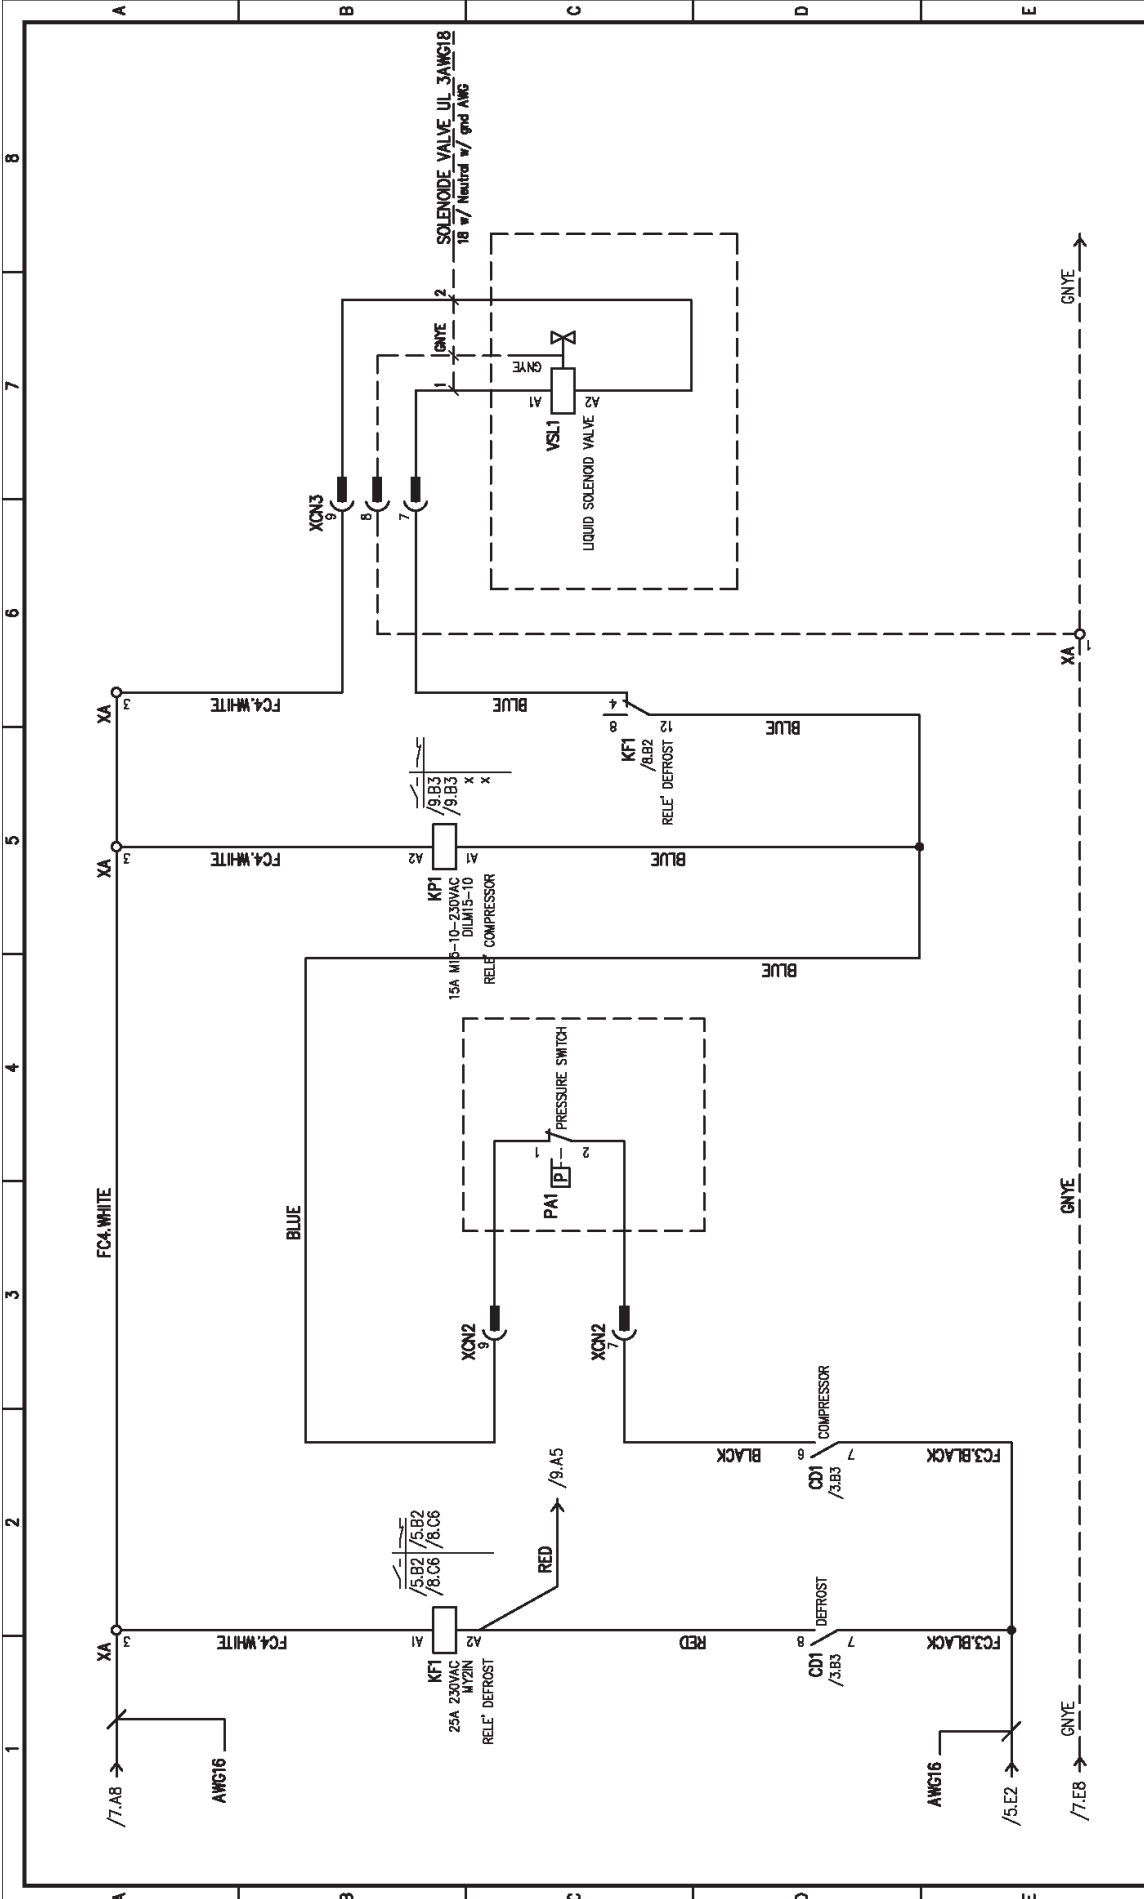 A
B
C
D
E
8
7
6
5
4
3
2
1
SOLENOIDE VALVE UL 3AWG18
18 w/ Neutral w/ gnd AWG
2
GNYE
1
GNYE
A1
A2
VSL1
LIQUID SOLENOID VALVE
XCN3
9
8
7
GNYE
XA
1
XA
3
FC4.WHITE
BLUE
4
8
12
KF1
/8.B2
RELE' DEFROST
BLUE
XA
3
FC4.WHITE
/9.B3
/9.B3
x
x
A2
A1
KP1
15A M15-10-230VAC
DILM15-10
RELE' COMPRESSOR
BLUE
BLUE
PRESSURE SWITCH
1
2
P
PA1
FC4.WHITE
BLUE
GNYE
XCN2
9
XCN2
7
BLACK
COMPRESSOR
6
7
CD1
/3.B3
FC3.BLACK
/9.A5
RED
/5.B2
/8.C6
/5.B2
/8.C6
XA
3
FC4.WHITE
A1
A2
KF1
25A 230VAC
MY2IN
RELE' DEFROST
RED
DEFROST
8
7
CD1
/3.B3
FC3.BLACK
/7.A8
AWG16
AWG16
/5.E2
GNYE
/7.E8
A
B
C
D
E